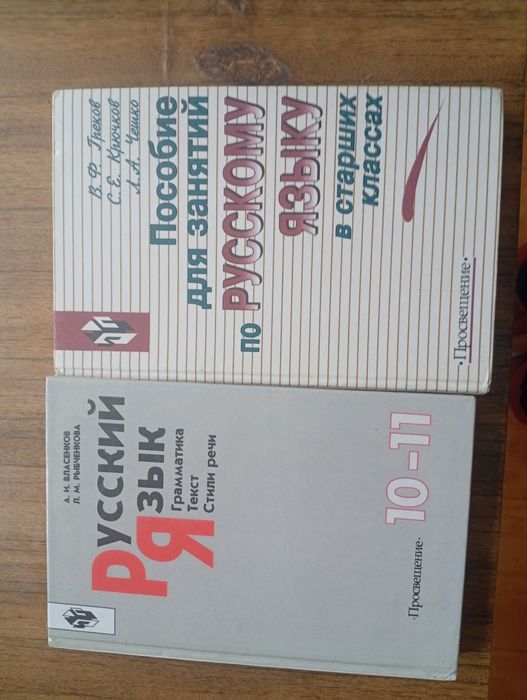 В. Ф. Греков
С. Е. Крючков
Л. А. Чешко
Пособие
для занятий
по РУССКОМУ
ЯЗЫКУ
в старших
классах
•Просвещение•
А. И. ВЛАСЕНКОВ
Л. М. РЫБЧЕНКОВА
Русский
Язык
Грамматика
Текст
Стили речи
10-11
•Просвещение•